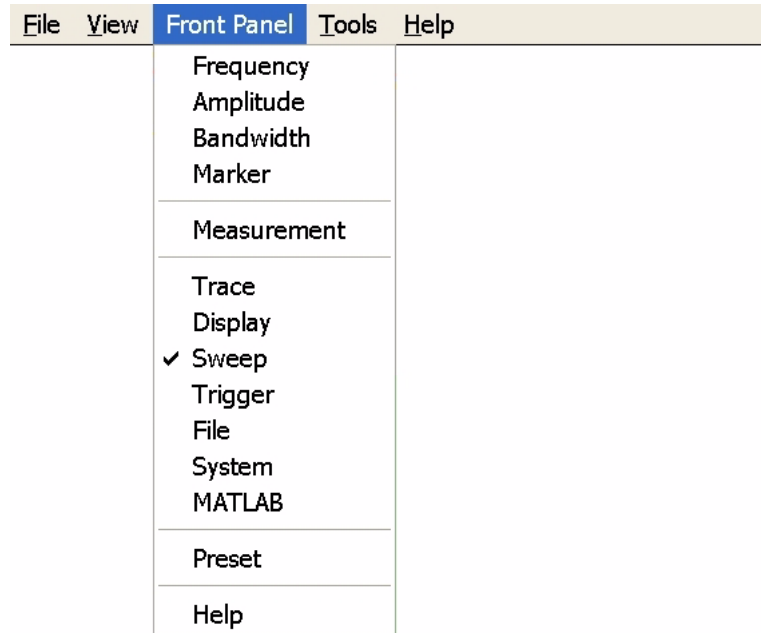 File View Front Panel Tools Help
Frequency
Amplitude
Bandwidth
Marker
Measurement
Trace
Display
✓ Sweep
Trigger
File
System
MATLAB
Preset
Help